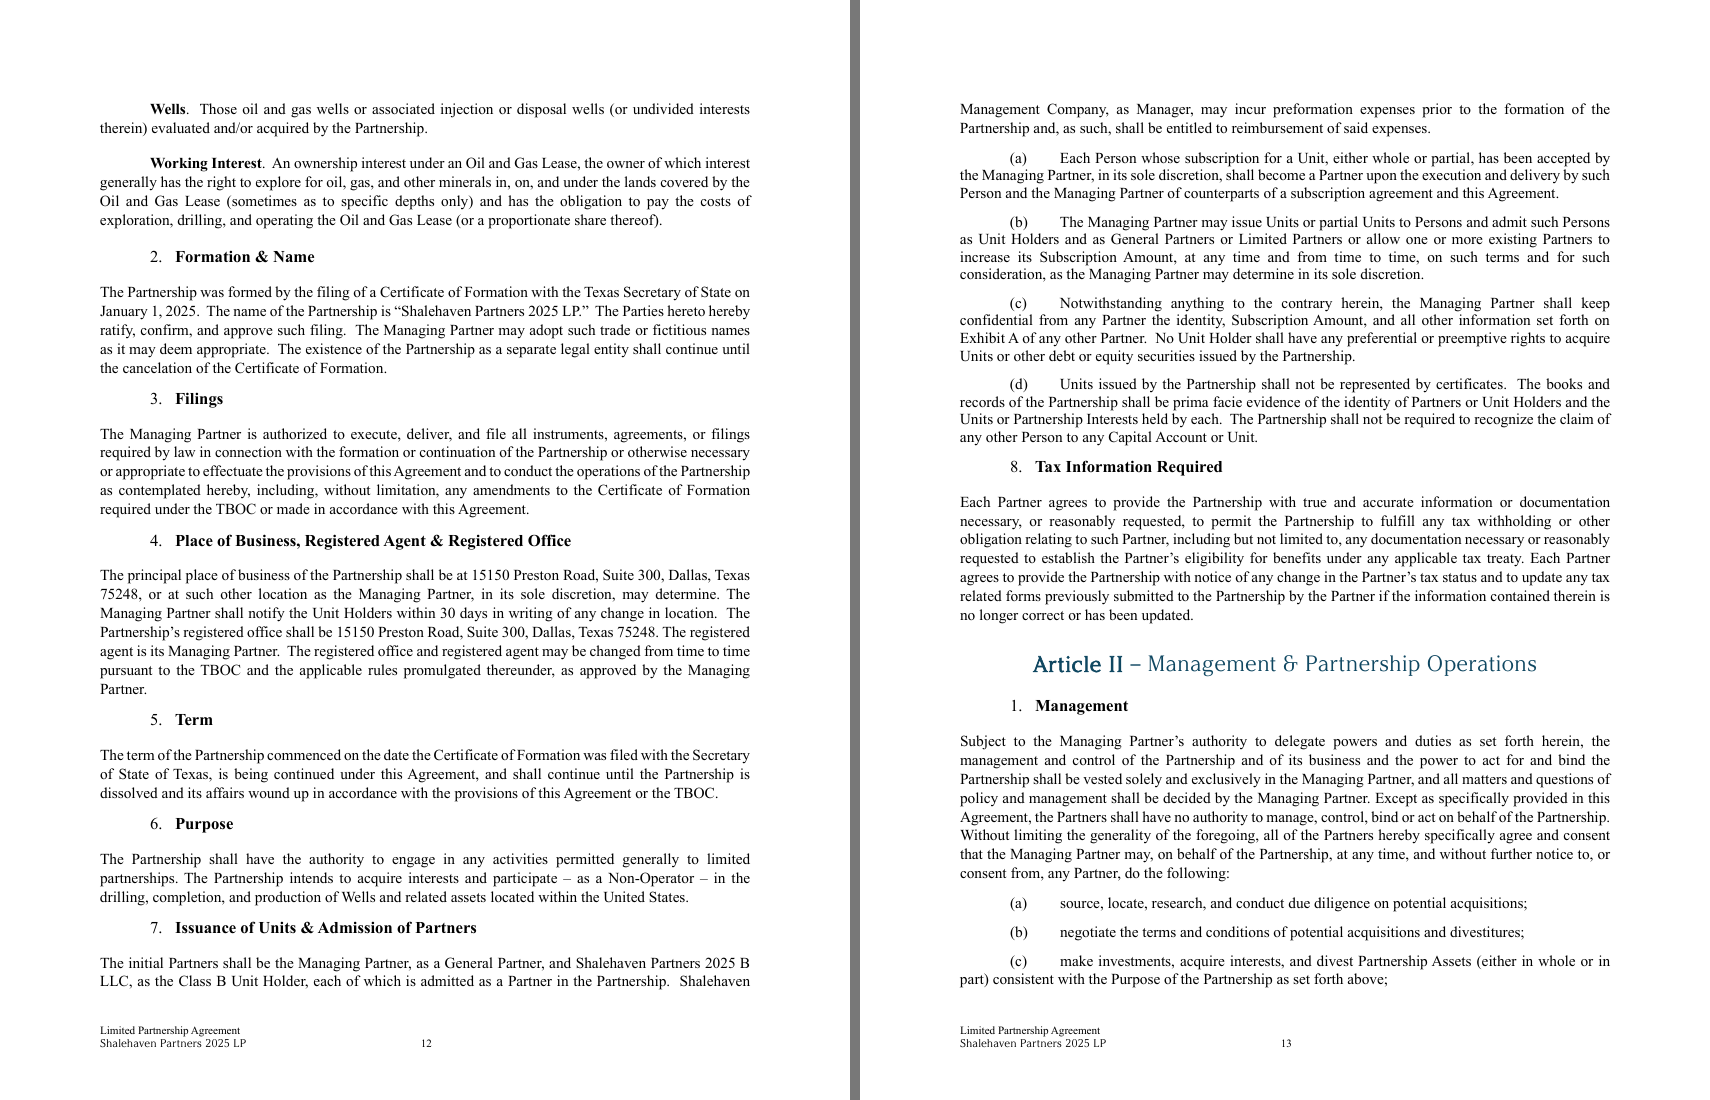 Wells. Those oil and gas wells or associated injection or disposal wells (or undivided interests
therein) evaluated and/or acquired by the Partnership.
Working Interest. An ownership interest under an Oil and Gas Lease, the owner of which interest
generally has the right to explore for oil, gas, and other minerals in, on, and under the lands covered by the
Oil and Gas Lease (sometimes as to specific depths only) and has the obligation to pay the costs of
exploration, drilling, and operating the Oil and Gas Lease (or a proportionate share thereof).
2. Formation & Name
The Partnership was formed by the filing of a Certificate of Formation with the Texas Secretary of State on
January 1, 2025. The name of the Partnership is “Shalehaven Partners 2025 LP.” The Parties hereto hereby
ratify, confirm, and approve such filing. The Managing Partner may adopt such trade or fictitious names
as it may deem appropriate. The existence of the Partnership as a separate legal entity shall continue until
the cancelation of the Certificate of Formation.
3. Filings
The Managing Partner is authorized to execute, deliver, and file all instruments, agreements, or filings
required by law in connection with the formation or continuation of the Partnership or otherwise necessary
or appropriate to effectuate the provisions of this Agreement and to conduct the operations of the Partnership
as contemplated hereby, including, without limitation, any amendments to the Certificate of Formation
required under the TBOC or made in accordance with this Agreement.
4. Place of Business, Registered Agent & Registered Office
The principal place of business of the Partnership shall be at 15150 Preston Road, Suite 300, Dallas, Texas
75248, or at such other location as the Managing Partner, in its sole discretion, may determine. The
Managing Partner shall notify the Unit Holders within 30 days in writing of any change in location. The
Partnership’s registered office shall be 15150 Preston Road, Suite 300, Dallas, Texas 75248. The registered
agent is its Managing Partner. The registered office and registered agent may be changed from time to time
pursuant to the TBOC and the applicable rules promulgated thereunder, as approved by the Managing
Partner.
5. Term
The term of the Partnership commenced on the date the Certificate of Formation was filed with the Secretary
of State of Texas, is being continued under this Agreement, and shall continue until the Partnership is
dissolved and its affairs wound up in accordance with the provisions of this Agreement or the TBOC.
6. Purpose
The Partnership shall have the authority to engage in any activities permitted generally to limited
partnerships. The Partnership intends to acquire interests and participate – as a Non-Operator – in the
drilling, completion, and production of Wells and related assets located within the United States.
7. Issuance of Units & Admission of Partners
The initial Partners shall be the Managing Partner, as a General Partner, and Shalehaven Partners 2025 B
LLC, as the Class B Unit Holder, each of which is admitted as a Partner in the Partnership. Shalehaven
Limited Partnership Agreement
Shalehaven Partners 2025 LP 12
Management Company, as Manager, may incur preformation expenses prior to the formation of the
Partnership and, as such, shall be entitled to reimbursement of said expenses.
(a) Each Person whose subscription for a Unit, either whole or partial, has been accepted by
the Managing Partner, in its sole discretion, shall become a Partner upon the execution and delivery by such
Person and the Managing Partner of counterparts of a subscription agreement and this Agreement.
(b) The Managing Partner may issue Units or partial Units to Persons and admit such Persons
as Unit Holders and as General Partners or Limited Partners or allow one or more existing Partners to
increase its Subscription Amount, at any time and from time to time, on such terms and for such
consideration, as the Managing Partner may determine in its sole discretion.
(c) Notwithstanding anything to the contrary herein, the Managing Partner shall keep
confidential from any Partner the identity, Subscription Amount, and all other information set forth on
Exhibit A of any other Partner. No Unit Holder shall have any preferential or preemptive rights to acquire
Units or other debt or equity securities issued by the Partnership.
(d) Units issued by the Partnership shall not be represented by certificates. The books and
records of the Partnership shall be prima facie evidence of the identity of Partners or Unit Holders and the
Units or Partnership Interests held by each. The Partnership shall not be required to recognize the claim of
any other Person to any Capital Account or Unit.
8. Tax Information Required
Each Partner agrees to provide the Partnership with true and accurate information or documentation
necessary, or reasonably requested, to permit the Partnership to fulfill any tax withholding or other
obligation relating to such Partner, including but not limited to, any documentation necessary or reasonably
requested to establish the Partner’s eligibility for benefits under any applicable tax treaty. Each Partner
agrees to provide the Partnership with notice of any change in the Partner’s tax status and to update any tax
related forms previously submitted to the Partnership by the Partner if the information contained therein is
no longer correct or has been updated.
Article II – Management & Partnership Operations
1. Management
Subject to the Managing Partner’s authority to delegate powers and duties as set forth herein, the
management and control of the Partnership and of its business and the power to act for and bind the
Partnership shall be vested solely and exclusively in the Managing Partner, and all matters and questions of
policy and management shall be decided by the Managing Partner. Except as specifically provided in this
Agreement, the Partners shall have no authority to manage, control, bind or act on behalf of the Partnership.
Without limiting the generality of the foregoing, all of the Partners hereby specifically agree and consent
that the Managing Partner may, on behalf of the Partnership, at any time, and without further notice to, or
consent from, any Partner, do the following:
(a) source, locate, research, and conduct due diligence on potential acquisitions;
(b) negotiate the terms and conditions of potential acquisitions and divestitures;
(c) make investments, acquire interests, and divest Partnership Assets (either in whole or in
part) consistent with the Purpose of the Partnership as set forth above;
Limited Partnership Agreement
Shalehaven Partners 2025 LP 13